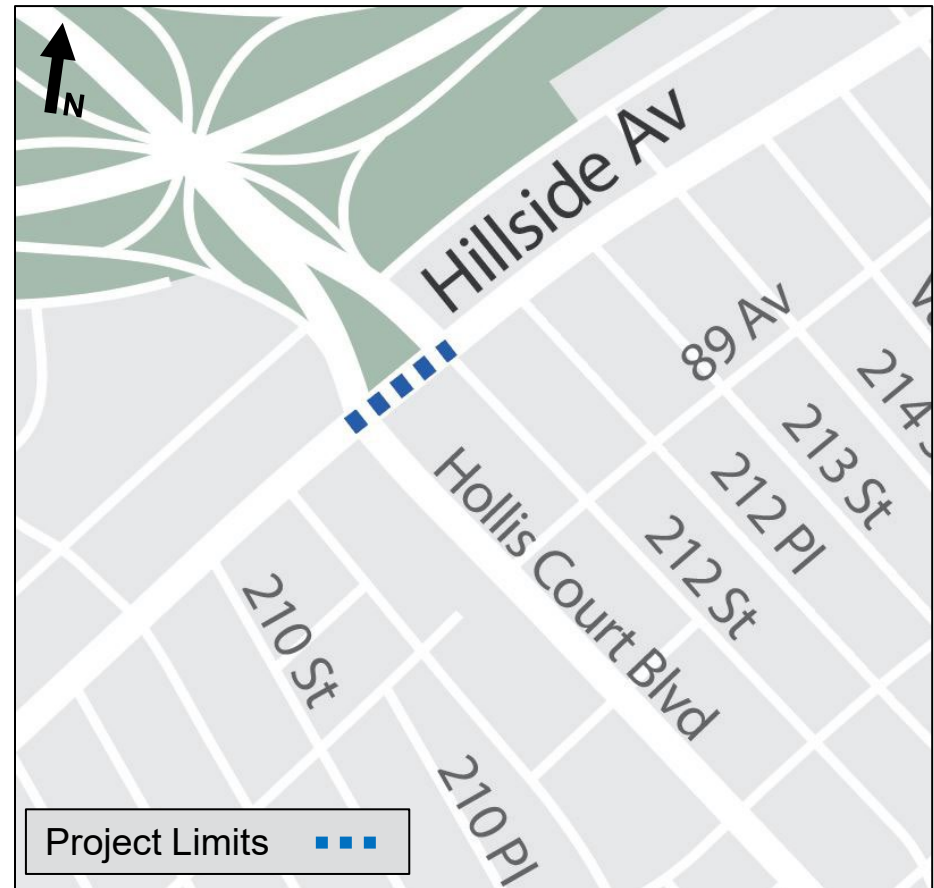 N
Hillside Av
89 Av
214
213 St
212 Pl
212 St
Hollis Court Blvd
210 St
210 Pl
Project Limits